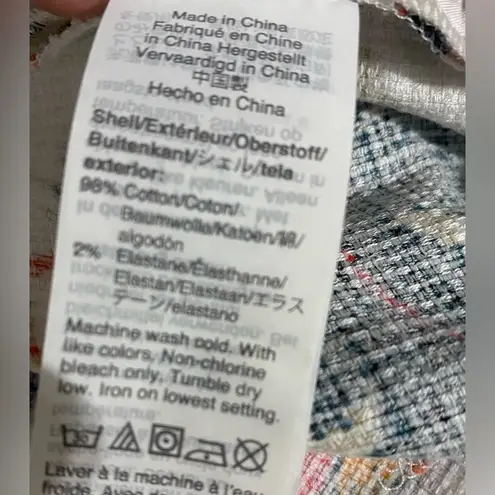 Made in China
Fabriqué en Chine
in China Hergestellt
Vervaardigd in China
中国製
Hecho en China
Shell/Extérieur/Oberstoff/
Buitenkant/シェル/tela
exterior:
98% Cotton/Coton/
Baumwolle/Katoen/綿/
algodón
2% Elastane/Élasthanne/
Elastan/Elastaan/エラス
テーン/elastano
Machine wash cold. With
like colors. Non-chlorine
bleach only. Tumble dry
low. Iron on lowest setting.
30
Laver à la machine à l'eau
froide. Avec